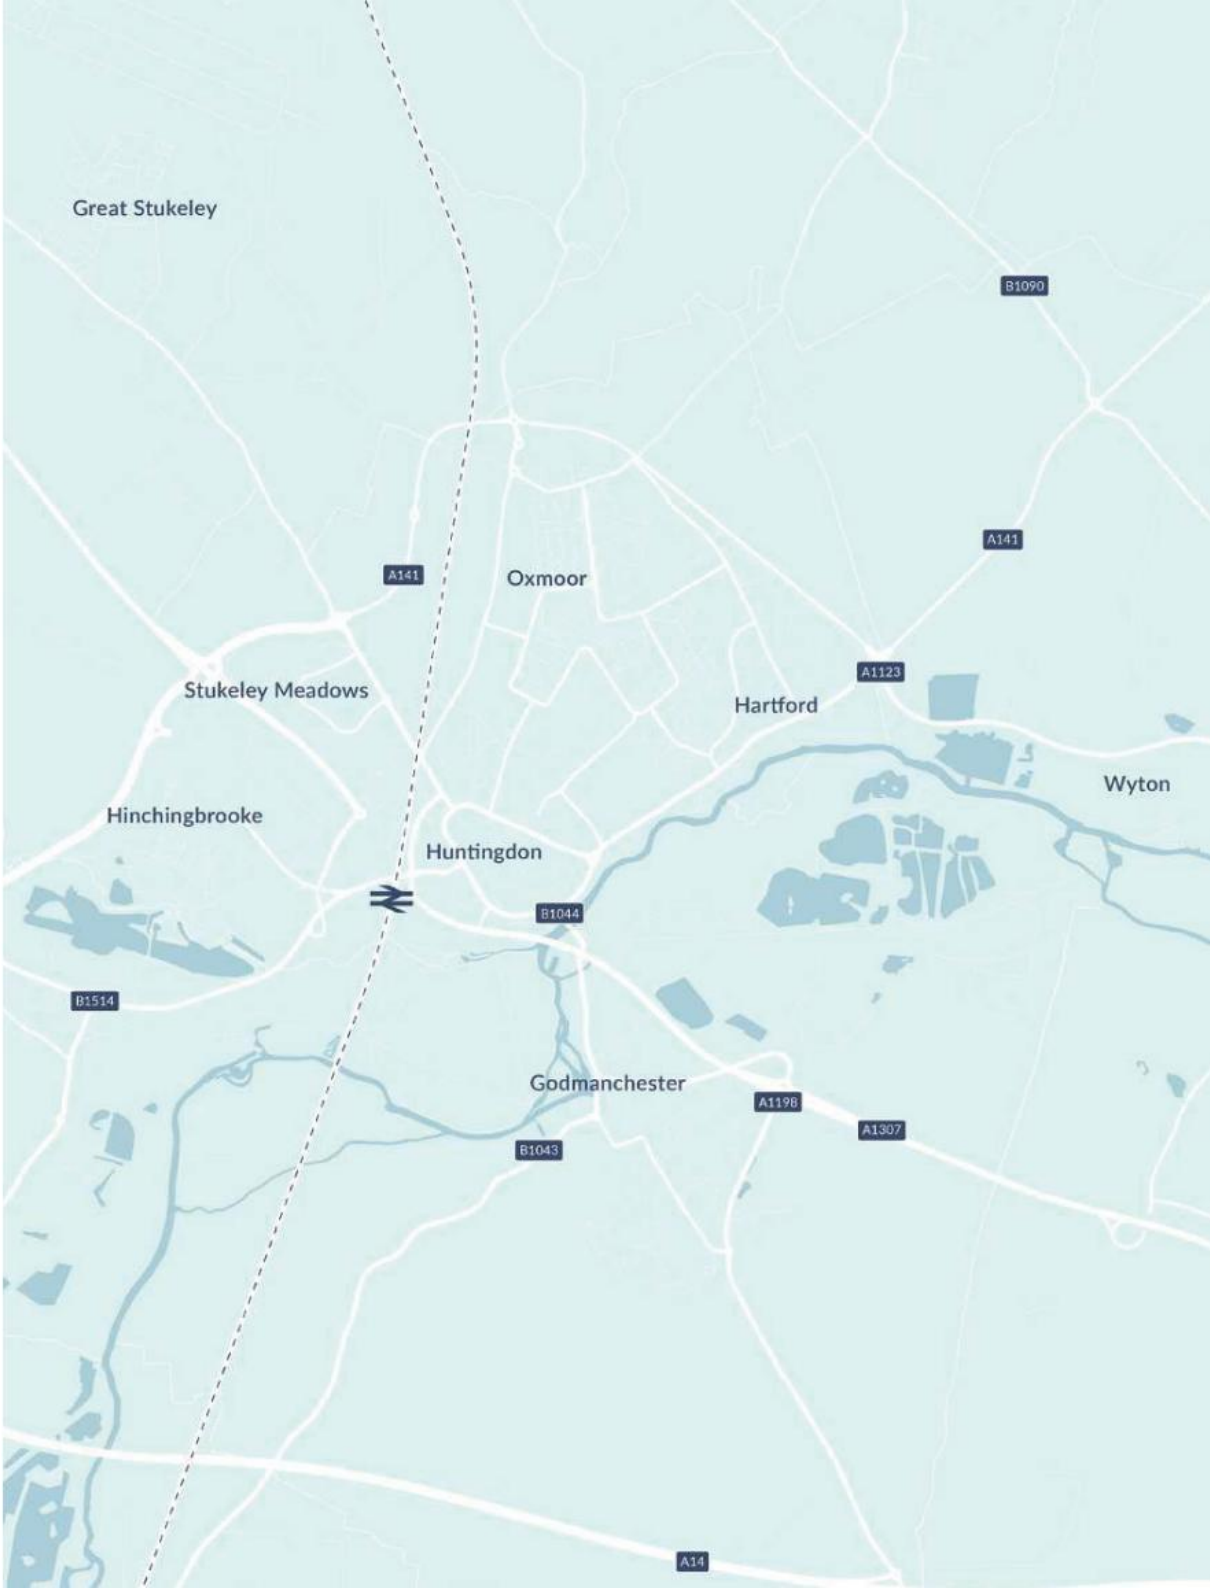 Great Stukeley
B1090
A141
A141
Oxmoor
A1123
Stukeley Meadows
Hartford
Wyton
Hinchingbrooke
Huntingdon
B1044
B1514
Godmanchester
A1198
A1307
B1043
A14